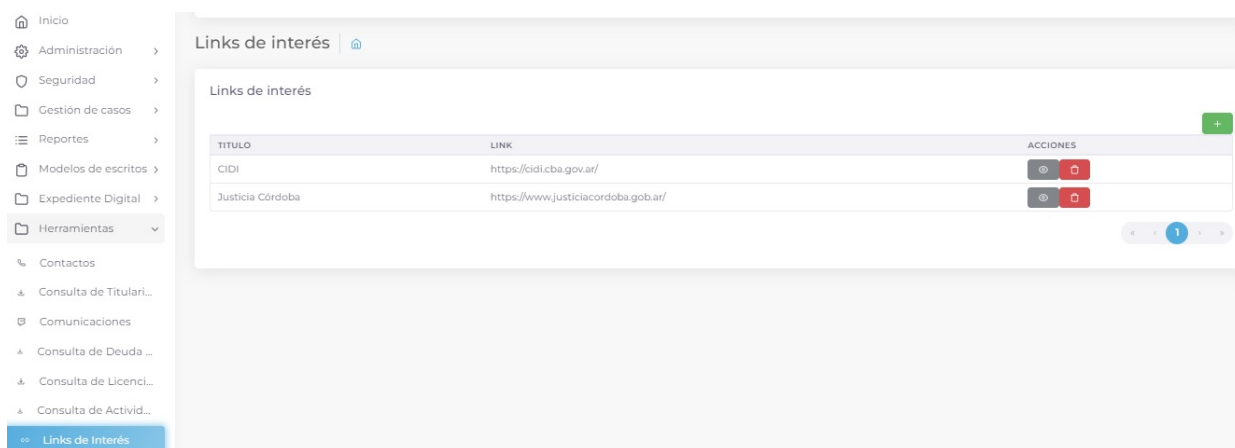 Inicio
Administración
Seguridad
Gestión de casos
Reportes
Modelos de escritos
Expediente Digital
Herramientas
Contactos
Consulta de Titulari...
Comunicaciones
Consulta de Deuda ...
Consulta de Licenci...
Consulta de Activid...
Links de Interés
Links de interés
Links de interés
+
TITULO LINK ACCIONES
CIDI https://cidi.cba.gov.ar/
Justicia Córdoba https://www.justiciacordoba.gob.ar/
« ‹ 1 › »